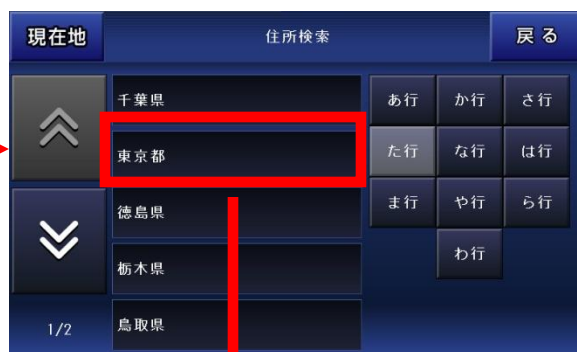 現在地 住所検索 戻る
千葉県
東京都
徳島県
栃木県
鳥取県
1/2
あ行 か行 さ行
た行 な行 は行
ま行 や行 ら行
わ行